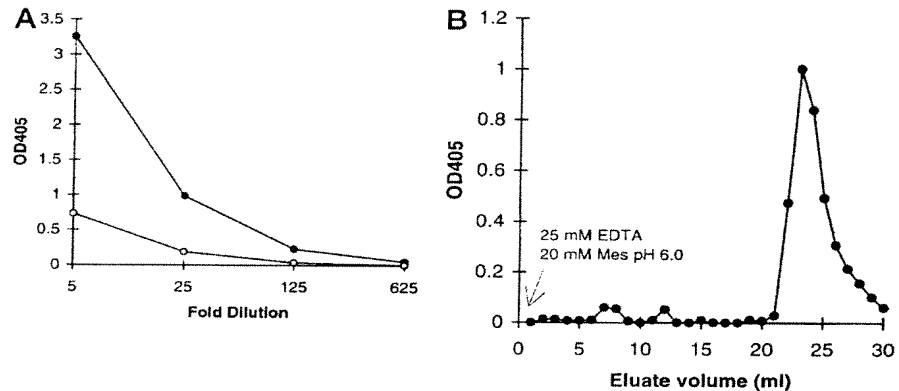 A
3.5
3
2.5
2
1.5
1
0.5
0
OD405
5 25 125 625
Fold Dilution
B
1.2
1
0.8
0.6
0.4
0.2
0
OD405
25 mM EDTA
20 mM Mes pH 6.0
0 5 10 15 20 25 30
Eluate volume (ml)